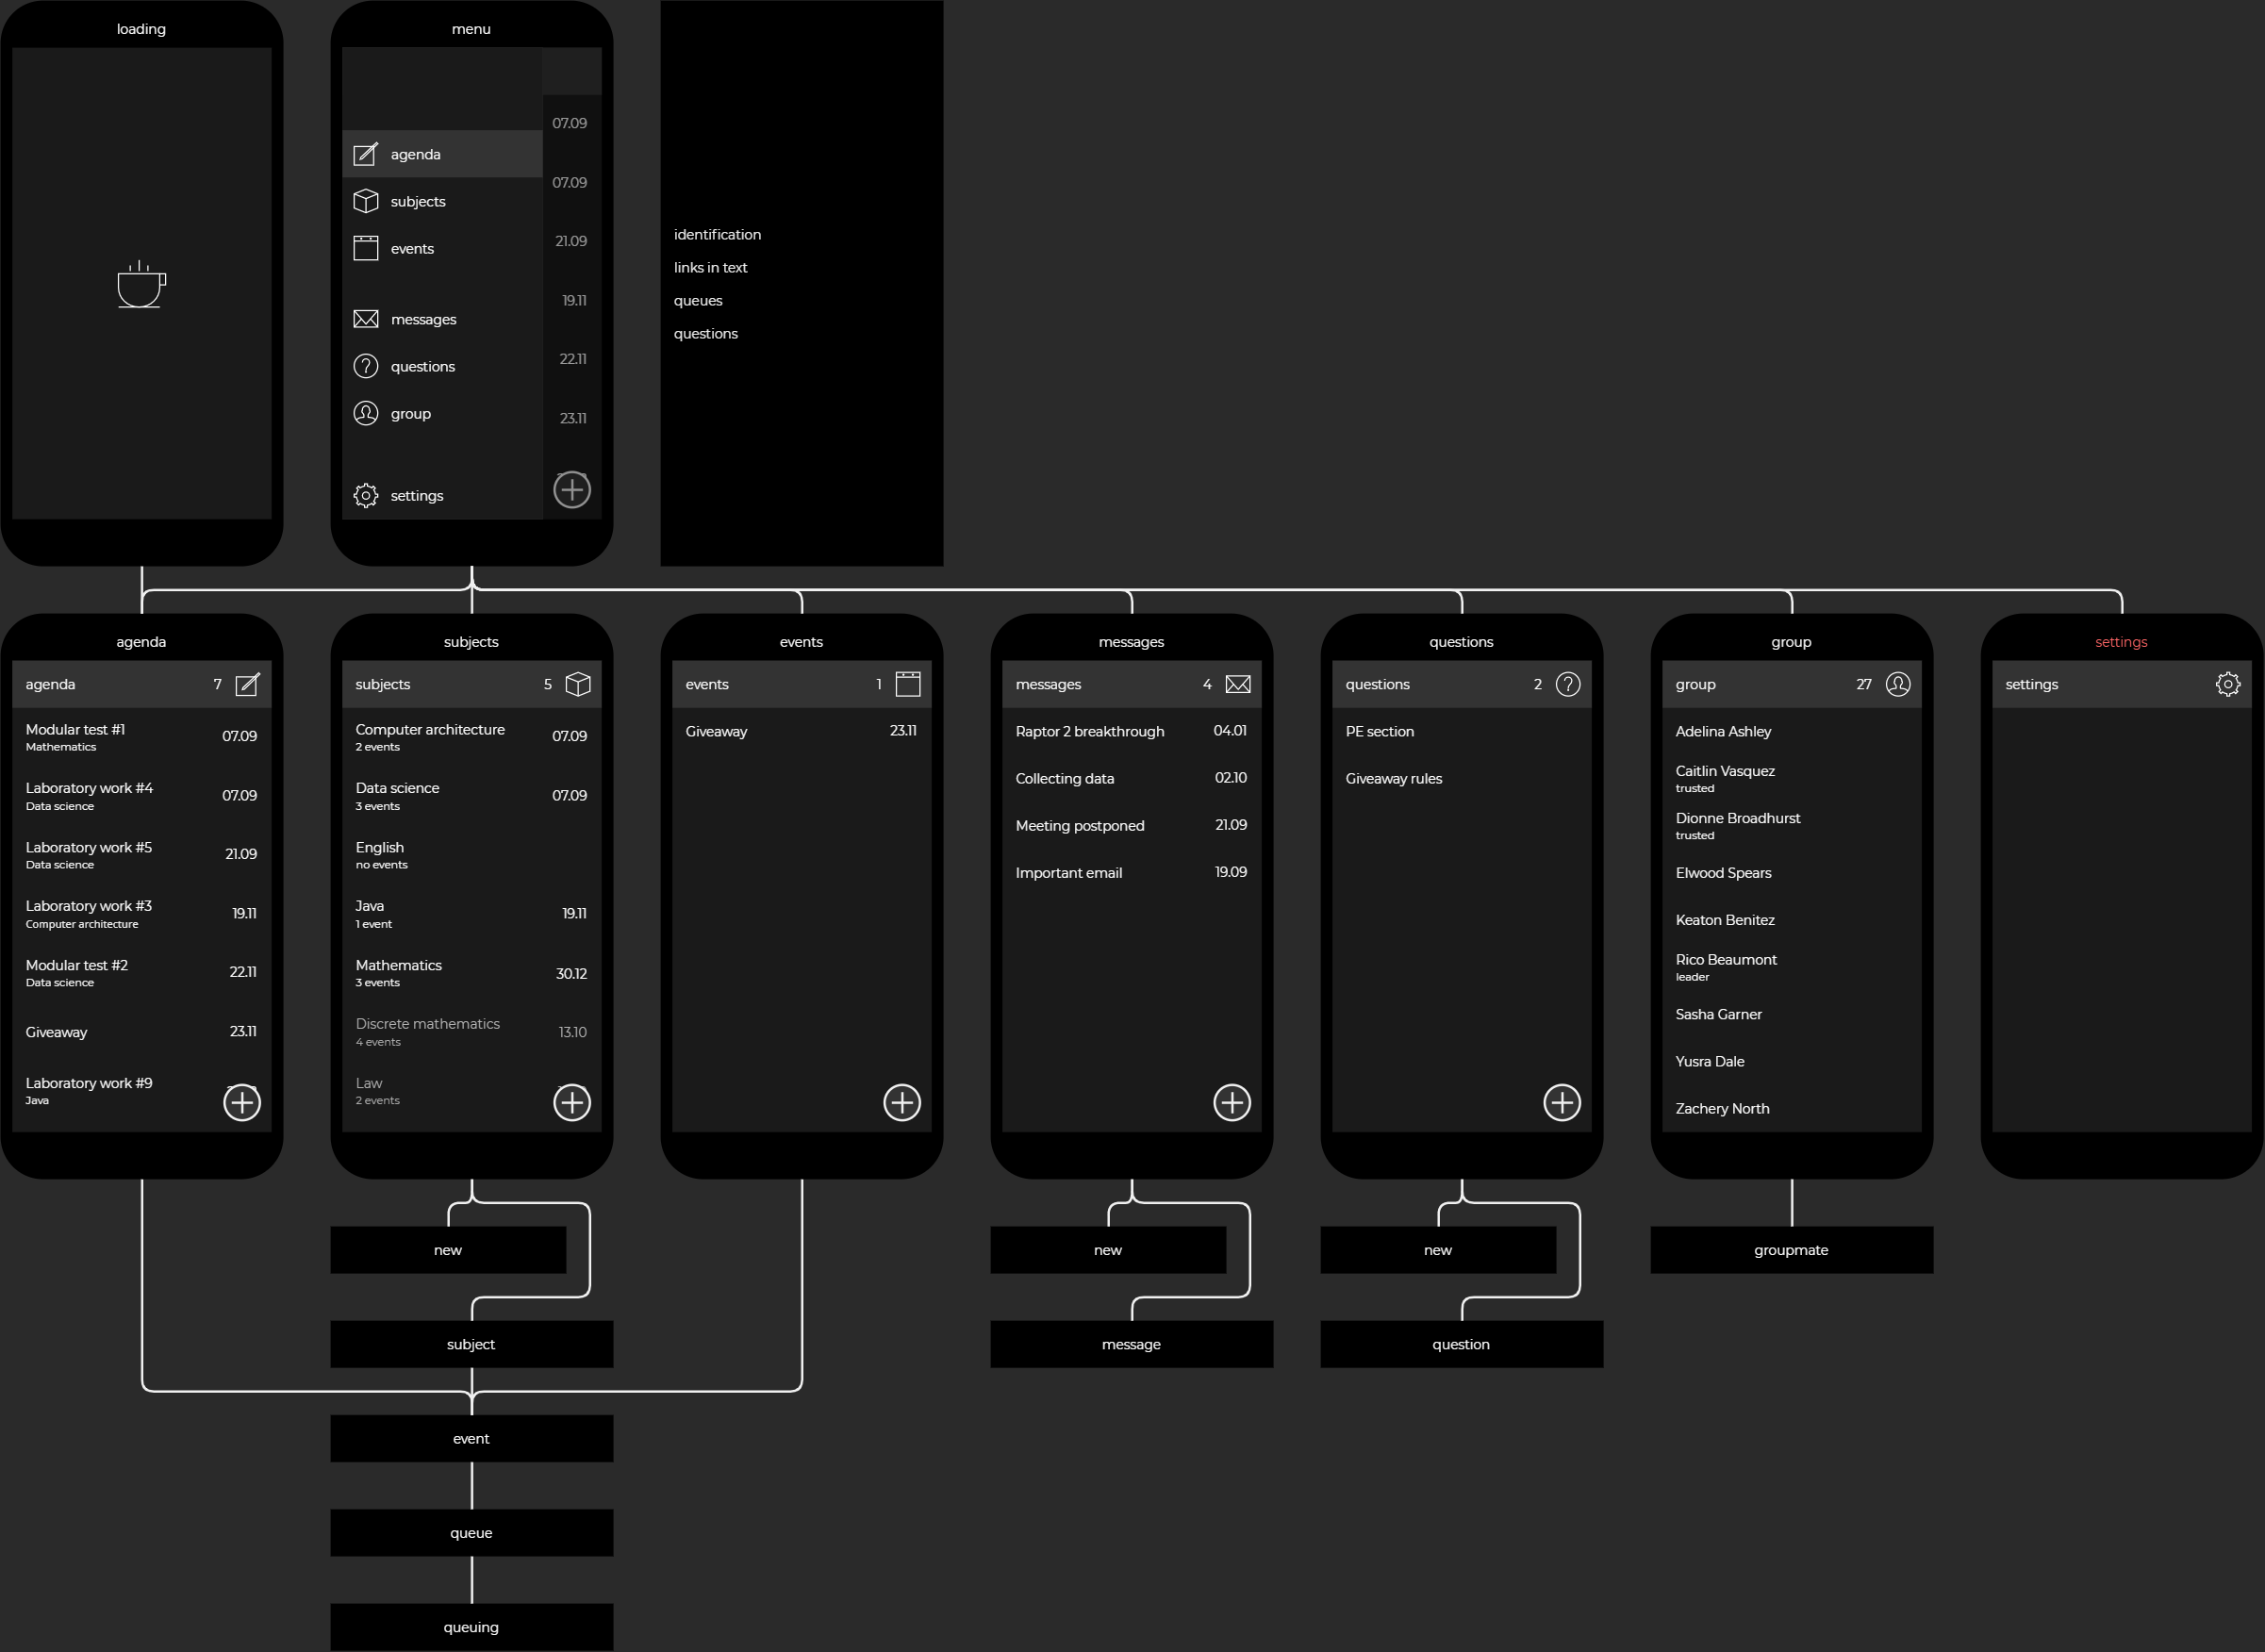 loading
menu
07.09
agenda
07.09
subjects
21.09
events
19.11
messages
22.11
questions
23.11
group
settings
identification
links in text
queues
questions
agenda
agenda 7
Modular test #1
Mathematics
07.09
Laboratory work #4
Data science
07.09
Laboratory work #5
Data science
21.09
Laboratory work #3
Computer architecture
19.11
Modular test #2
Data science
22.11
Giveaway 23.11
Laboratory work #9
Java
subjects
subjects 5
Computer architecture
2 events
07.09
Data science
3 events
07.09
English
no events
Java
1 event
19.11
Mathematics
3 events
30.12
Discrete mathematics
4 events
13.10
Law
2 events
events
events 1
Giveaway 23.11
messages
messages 4
Raptor 2 breakthrough 04.01
Collecting data 02.10
Meeting postponed 21.09
Important email 19.09
questions
questions 2
PE section
Giveaway rules
group
group 27
Adelina Ashley
Caitlin Vasquez
trusted
Dionne Broadhurst
trusted
Elwood Spears
Keaton Benitez
Rico Beaumont
leader
Sasha Garner
Yusra Dale
Zachery North
settings
settings
new
subject
event
queue
queuing
new
message
new
question
groupmate